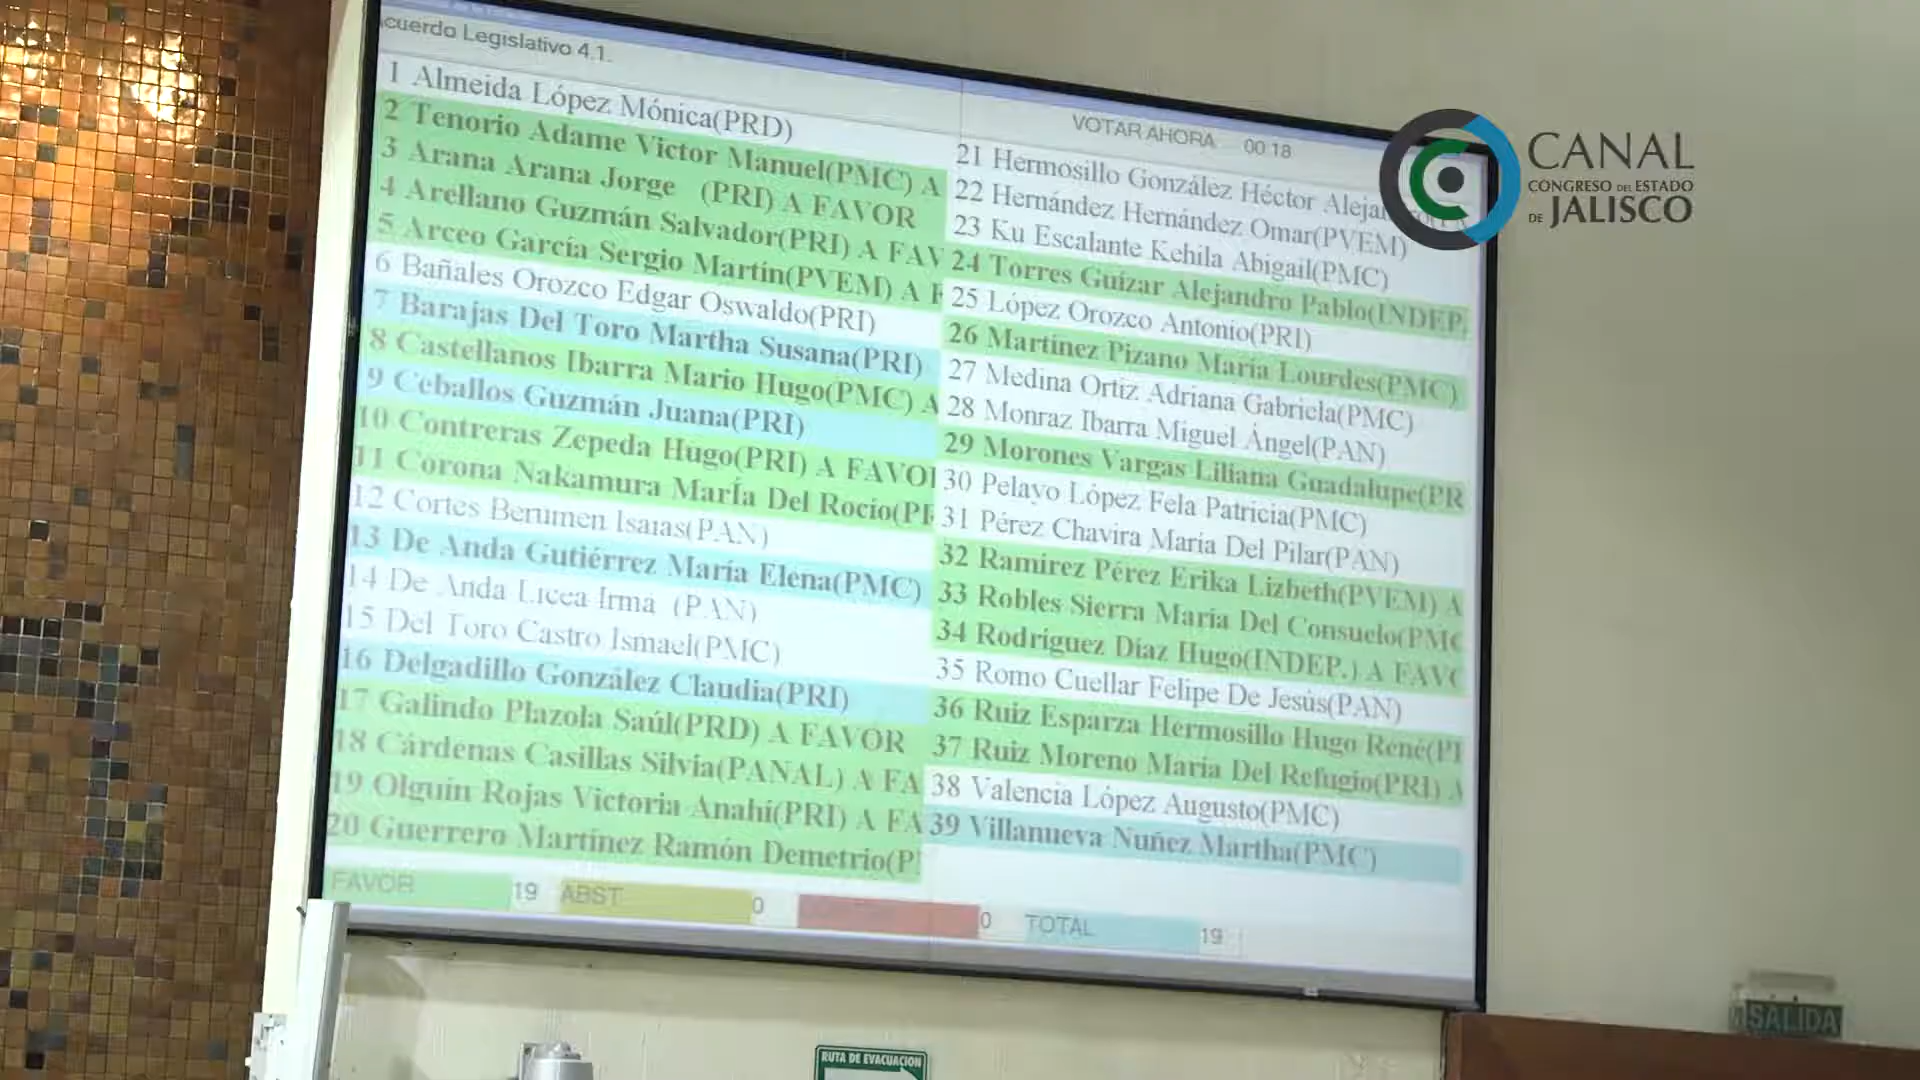 cuerdo Legislativo 4.1.
VOTAR AHORA 00:18
1 Almeida López Mónica(PRD)
2 Tenorio Adame Victor Manuel(PMC) A
3 Arana Arana Jorge (PRI) A FAVOR
4 Arellano Guzmán Salvador(PRI) A FAV
5 Arceo García Sergio Martín(PVEM) A F
6 Bañales Orozco Edgar Oswaldo(PRI)
7 Barajas Del Toro Martha Susana(PRI)
8 Castellanos Ibarra Mario Hugo(PMC) A
9 Ceballos Guzmán Juana(PRI)
10 Contreras Zepeda Hugo(PRI) A FAVOR
11 Corona Nakamura MarÍa Del Rocio(PR
12 Cortes Berumen Isaias(PAN)
13 De Anda Gutiérrez María Elena(PMC)
14 De Anda Licea Irma (PAN)
15 Del Toro Castro Ismael(PMC)
16 Delgadillo González Claudia(PRI)
17 Galindo Plazola Saúl(PRD) A FAVOR
18 Cárdenas Casillas Silvia(PANAL) A FA
19 Olguin Rojas Victoria Anahí(PRI) A FA
20 Guerrero Martínez Ramón Demetrio(P
21 Hermosillo González Héctor Aleja
22 Hernández Hernández Omar(PVEM)
23 Ku Escalante Kehila Abigail(PMC)
24 Torres Guízar Alejandro Pablo(INDEP.
25 López Orozco Antonio(PRI)
26 Martínez Pizano María Lourdes(PMC)
27 Medina Ortiz Adriana Gabriela(PMC)
28 Monraz Ibarra Miguel Ángel(PAN)
29 Morones Vargas Liliana Guadalupe(PR
30 Pelayo López Fela Patricia(PMC)
31 Pérez Chavira María Del Pilar(PAN)
32 Ramírez Pérez Erika Lizbeth(PVEM) A
33 Robles Sierra María Del Consuelo(PMC
34 Rodríguez Díaz Hugo(INDEP.) A FAVO
35 Romo Cuellar Felipe De Jesús(PAN)
36 Ruiz Esparza Hermosillo Hugo René(PR
37 Ruiz Moreno María Del Refugio(PRI) A
38 Valencia López Augusto(PMC)
39 Villanueva Nuñez Martha(PMC)
FAVOR 19 ABST 0 0 TOTAL 19
CANAL
CONGRESO DEL ESTADO
DE JALISCO
SALIDA
RUTA DE EVACUACION